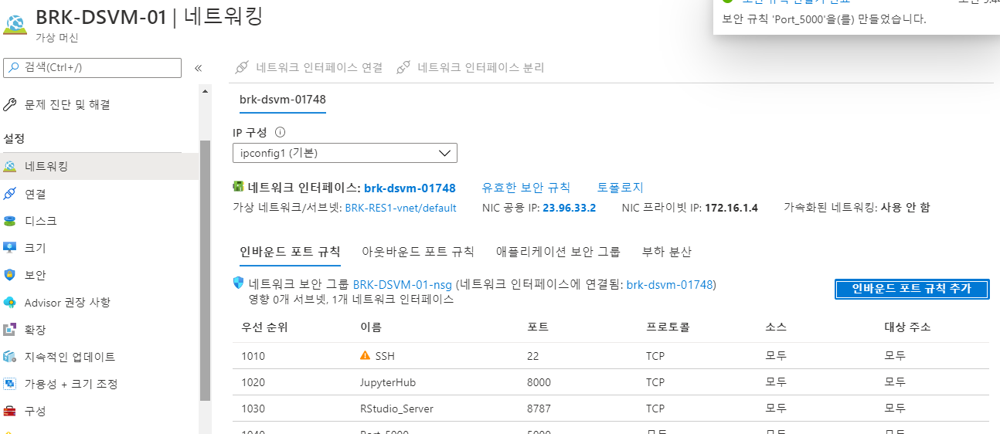 BRK-DSVM-01 | 네트워킹
가상 머신
보안 규칙 'Port_5000'을(를) 만들었습니다.
검색(Ctrl+/)
«
네트워크 인터페이스 연결 네트워크 인터페이스 분리
문제 진단 및 해결
설정
네트워킹
연결
디스크
크기
보안
Advisor 권장 사항
확장
지속적인 업데이트
가용성 + 크기 조정
구성
brk-dsvm-01748
IP 구성
ipconfig1 (기본)
네트워크 인터페이스: brk-dsvm-01748 유효한 보안 규칙 토폴로지
가상 네트워크/서브넷: BRK-RES1-vnet/default NIC 공용 IP: 23.96.33.2 NIC 프라이빗 IP: 172.16.1.4 가속화된 네트워킹: 사용 안 함
인바운드 포트 규칙 아웃바운드 포트 규칙 애플리케이션 보안 그룹 부하 분산
네트워크 보안 그룹 BRK-DSVM-01-nsg (네트워크 인터페이스에 연결됨: brk-dsvm-01748)
영향 0개 서브넷, 1개 네트워크 인터페이스
인바운드 포트 규칙 추가
우선 순위 이름 포트 프로토콜 소스 대상 주소
1010 SSH 22 TCP 모두 모두
1020 JupyterHub 8000 TCP 모두 모두
1030 RStudio_Server 8787 TCP 모두 모두
1040 Port_5000 5000 모두 모두 모두